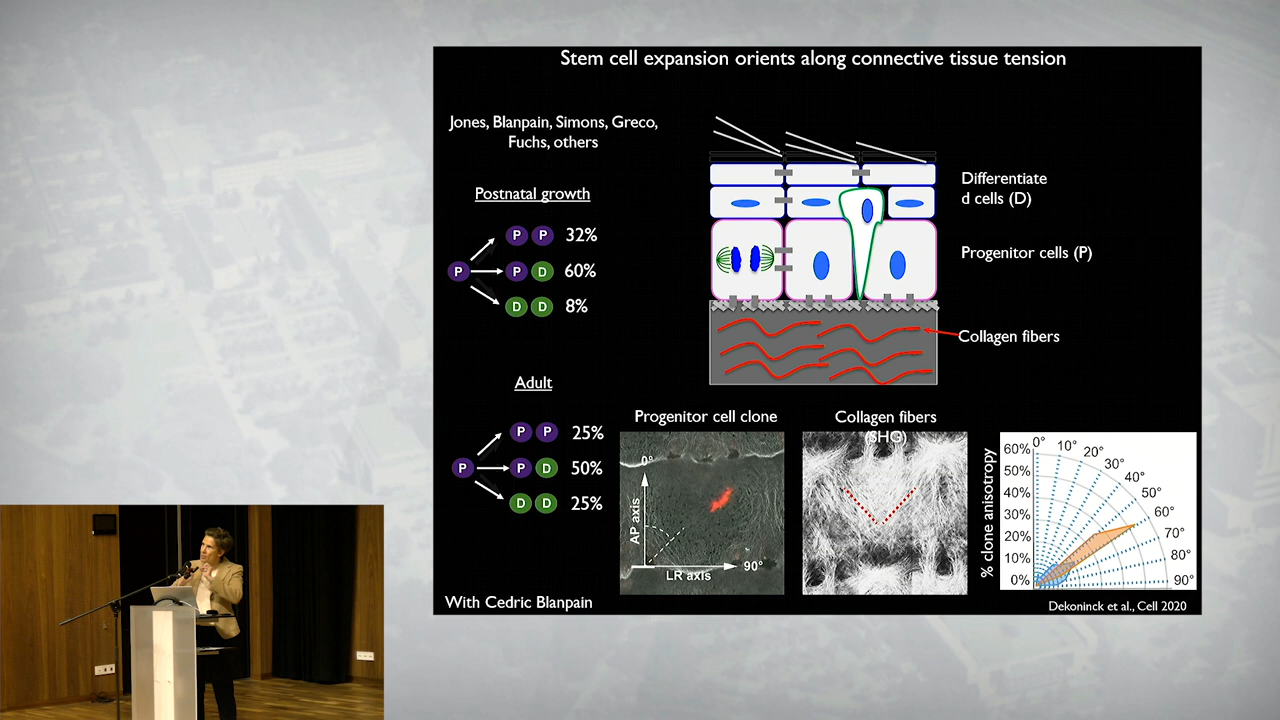 Stem cell expansion orients along connective tissue tension
Jones, Blanpain, Simons, Greco,
Fuchs, others
Postnatal growth
P P 32%
P P D 60%
D D 8%
Adult
P P 25%
P P D 50%
D D 25%
With Cedric Blanpain
Differentiate
d cells (D)
Progenitor cells (P)
Collagen fibers
Progenitor cell clone
0°
AP axis
LR axis
90°
Collagen fibers
(SHG)
% clone anisotropy
60%
50%
40%
30%
20%
10%
0%
0°
10°
20°
30°
40°
50°
60°
70°
80°
90°
Dekoninck et al., Cell 2020